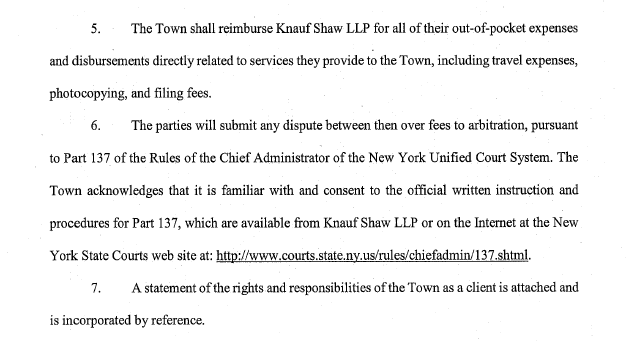 5. The Town shall reimburse Knauf Shaw LLP for all of their out-of-pocket expenses
and disbursements directly related to services they provide to the Town, including travel expenses,
photocopying, and filing fees.
6. The parties will submit any dispute between then over fees to arbitration, pursuant
to Part 137 of the Rules of the Chief Administrator of the New York Unified Court System. The
Town acknowledges that it is familiar with and consent to the official written instruction and
procedures for Part 137, which are available from Knauf Shaw LLP or on the Internet at the New
York State Courts web site at: http://www.courts.state.ny.us/rules/chiefadmin/137.shtml.
7. A statement of the rights and responsibilities of the Town as a client is attached and
is incorporated by reference.